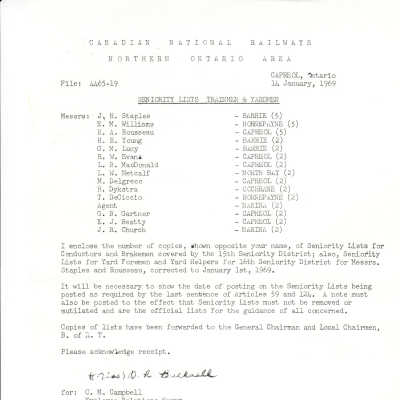 CANADIAN NATIONAL RAILWAYS
NORTHERN ONTARIO AREA
CAPREOL, Ontario
File: 4465-19 14 January, 1969
SENIORITY LISTS TRAINMEN & YARDMEN
Messrs: J. H. Staples - BARRIE (5)
E. M. Williams - HORNEPAYNE (5)
R. A. Rousseau - CAPREOL (5)
H. E. Young - BARRIE (2)
G. M. Lucy - BARRIE (2)
R. W. Ewans - CAPREOL (2)
L. R. MacDonald - CAPREOL (2)
L. W. Metcalf - NORTH BAY (2)
M. Delgreco - CAPREOL (2)
R. Dykstra - COCHRANE (2)
T. DeCiccio - HORNEPAYNE (2)
Agent - NAKINA (2)
G. B. Gartner - CAPREOL (2)
E. J. Beatty - CAPREOL (2)
J. R. Church - NAKINA (2)
I enclose the number of copies, shown opposite your name, of Seniority Lists for
Conductors and Brakemen covered by the 15th Seniority District; also, Seniority
Lists for Yard Foremen and Yard Helpers for 14th Seniority District for Messrs.
Staples and Rousseau, corrected to January 1st, 1969.
It will be necessary to show the date of posting on the Seniority Lists being
posted as required by the last sentence of Articles 59 and 124. A note must
also be posted to the effect that Seniority Lists must not be removed or
mutilated and are the official lists for the guidance of all concerned.
Copies of lists have been forwarded to the General Chairman and Local Chairmen,
B. of R. T.
Please acknowledge receipt.
(Miss) D. R. Bicknell
for: C. H. Campbell